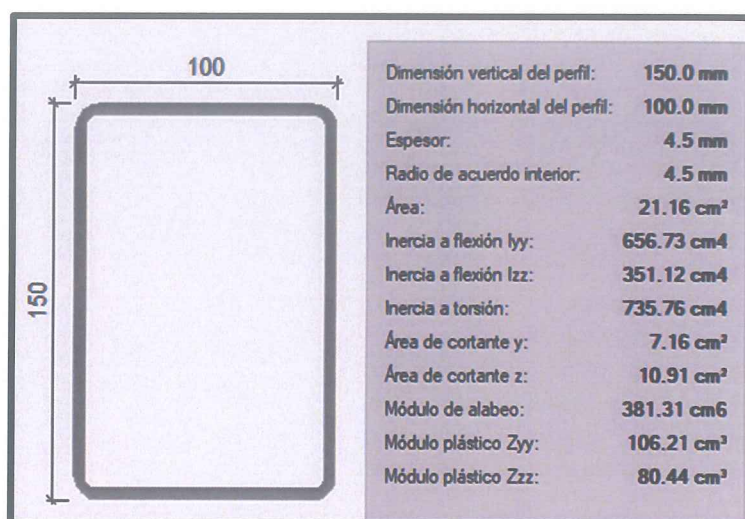 100
150
Dimensión vertical del perfil: 150.0 mm
Dimensión horizontal del perfil: 100.0 mm
Espesor: 4.5 mm
Radio de acuerdo interior: 4.5 mm
Área: 21.16 cm²
Inercia a flexión Iyy: 656.73 cm4
Inercia a flexión Izz: 351.12 cm4
Inercia a torsión: 735.76 cm4
Área de cortante y: 7.16 cm²
Área de cortante z: 10.91 cm²
Módulo de alabeo: 381.31 cm6
Módulo plástico Zyy: 106.21 cm³
Módulo plástico Zzz: 80.44 cm³